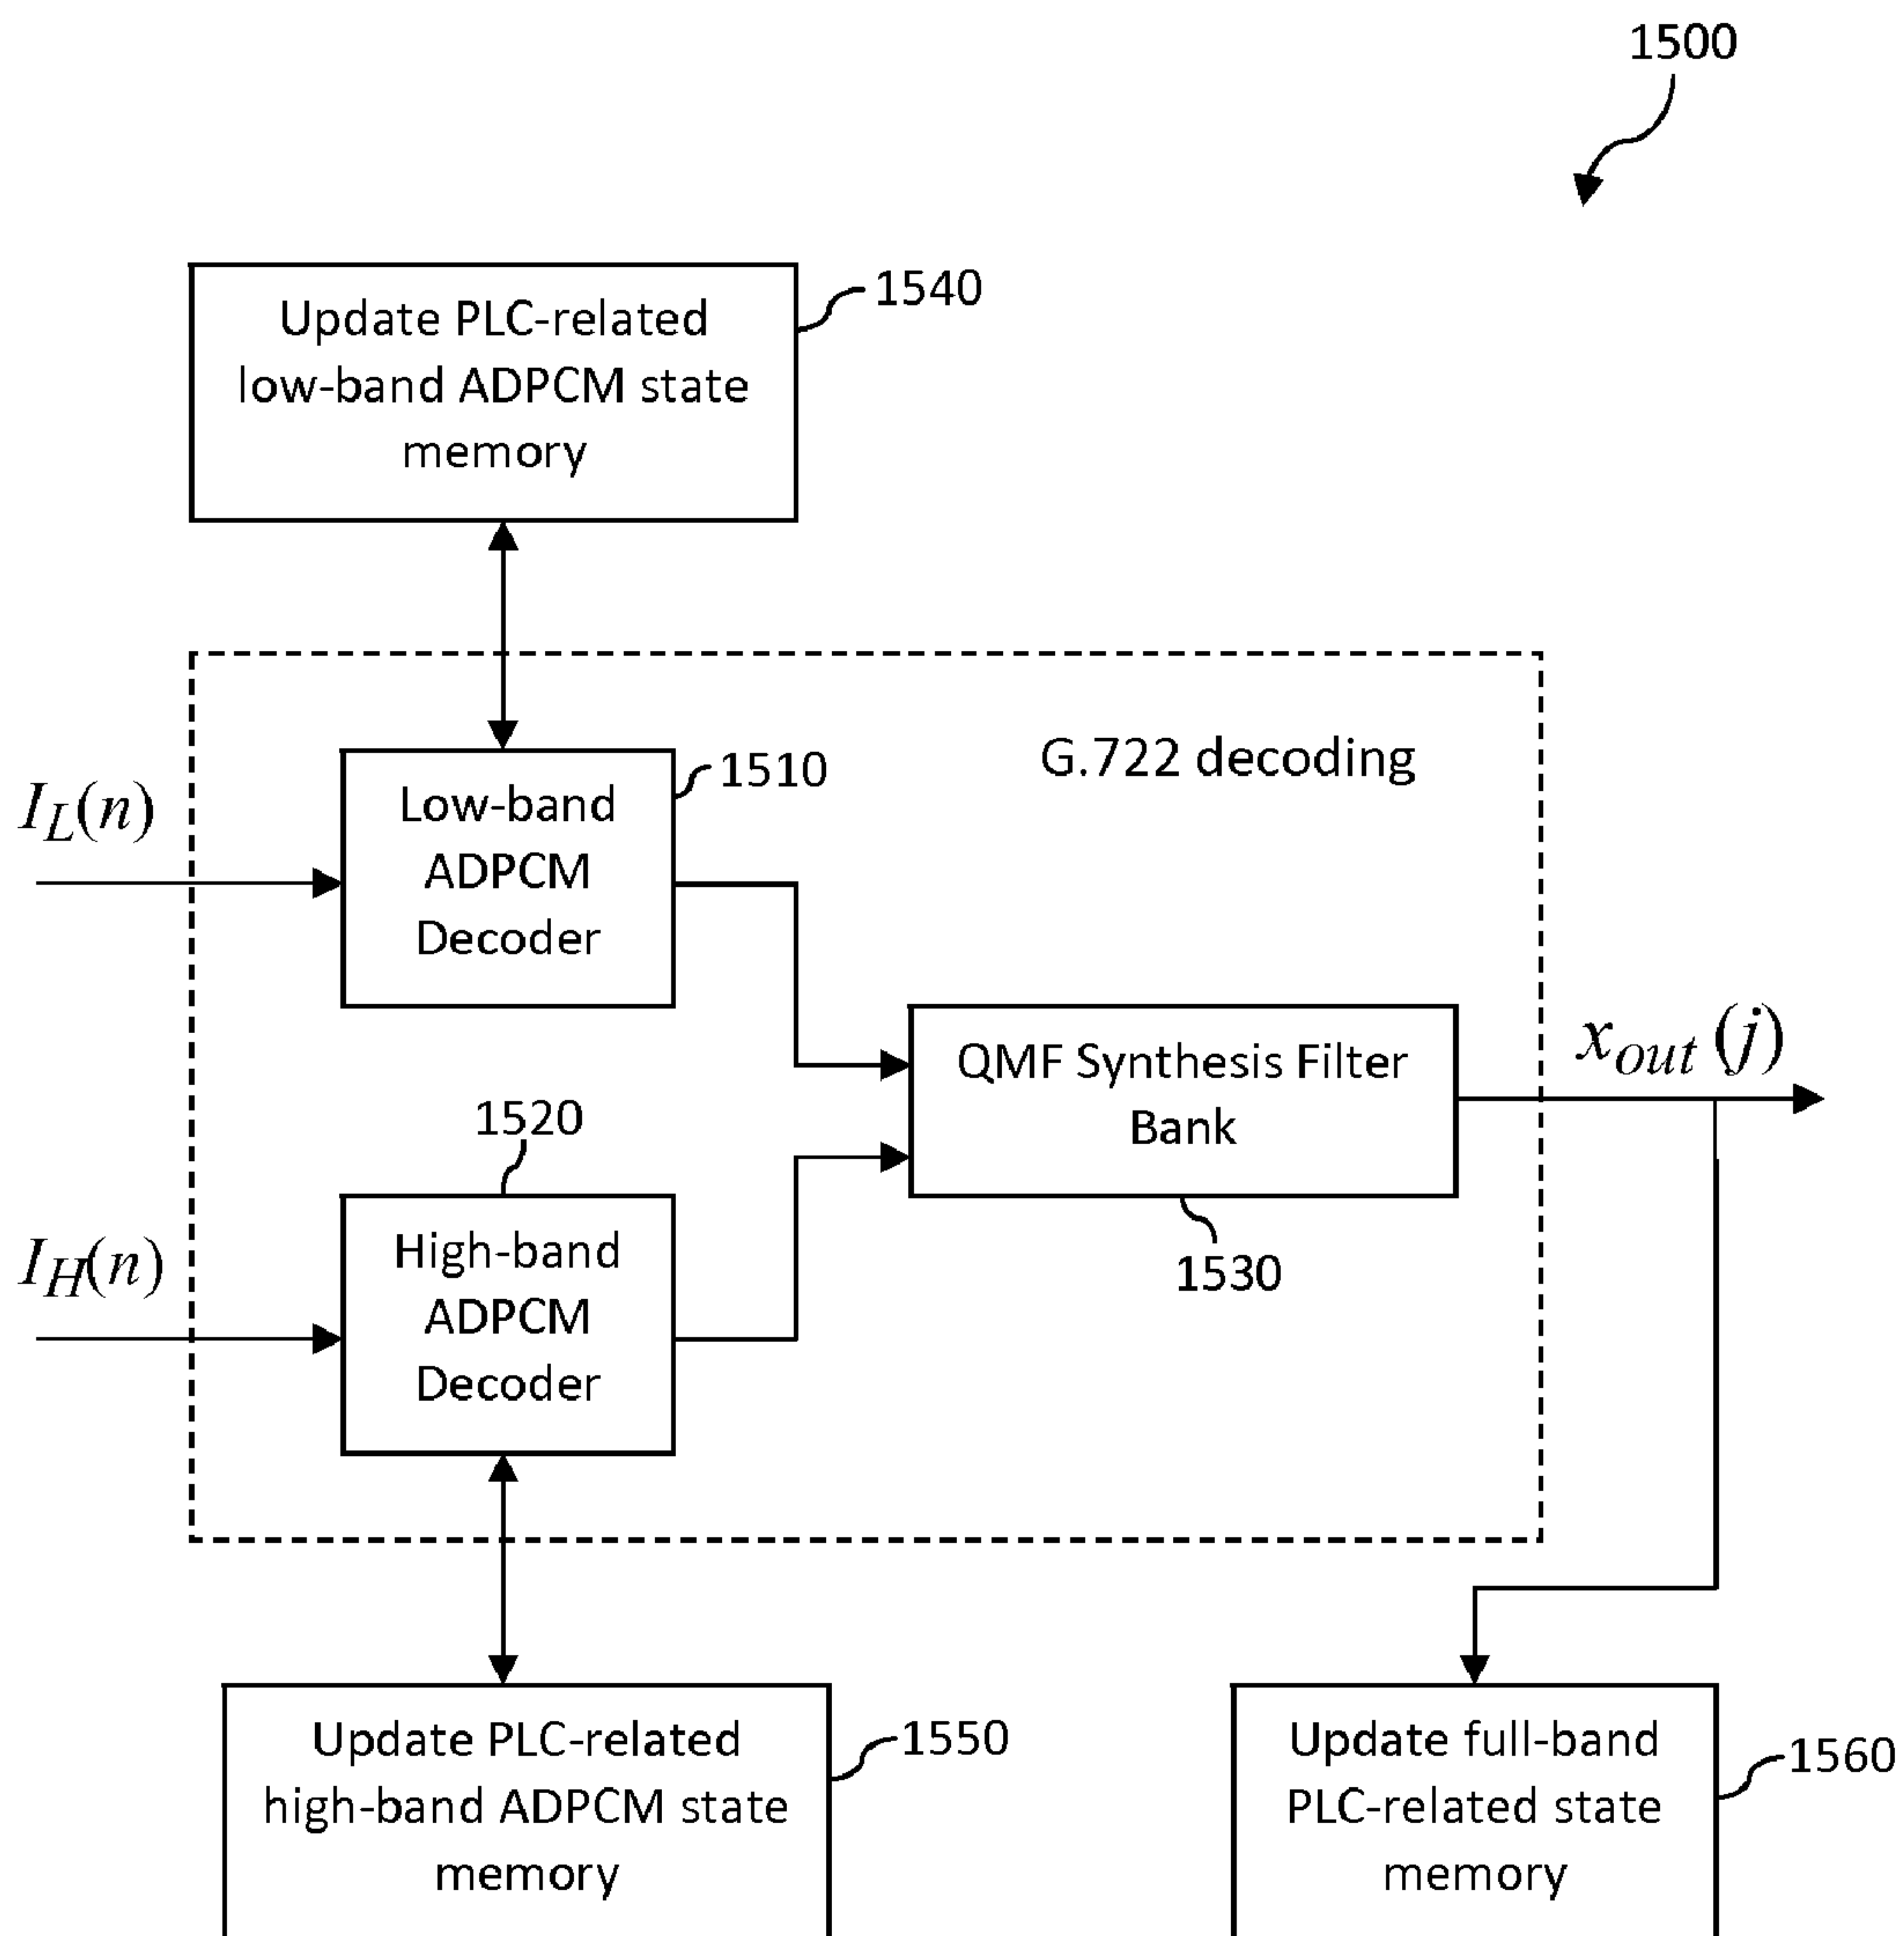 1500
Update PLC-related
low-band ADPCM state
memory
1540
G.722 decoding
I_L(n)
Low-band
ADPCM
Decoder
1510
QMF Synthesis Filter
Bank
1530
x_out (j)
1520
I_H(n)
High-band
ADPCM
Decoder
Update PLC-related
high-band ADPCM state
memory
1550
Update full-band
PLC-related state
memory
1560